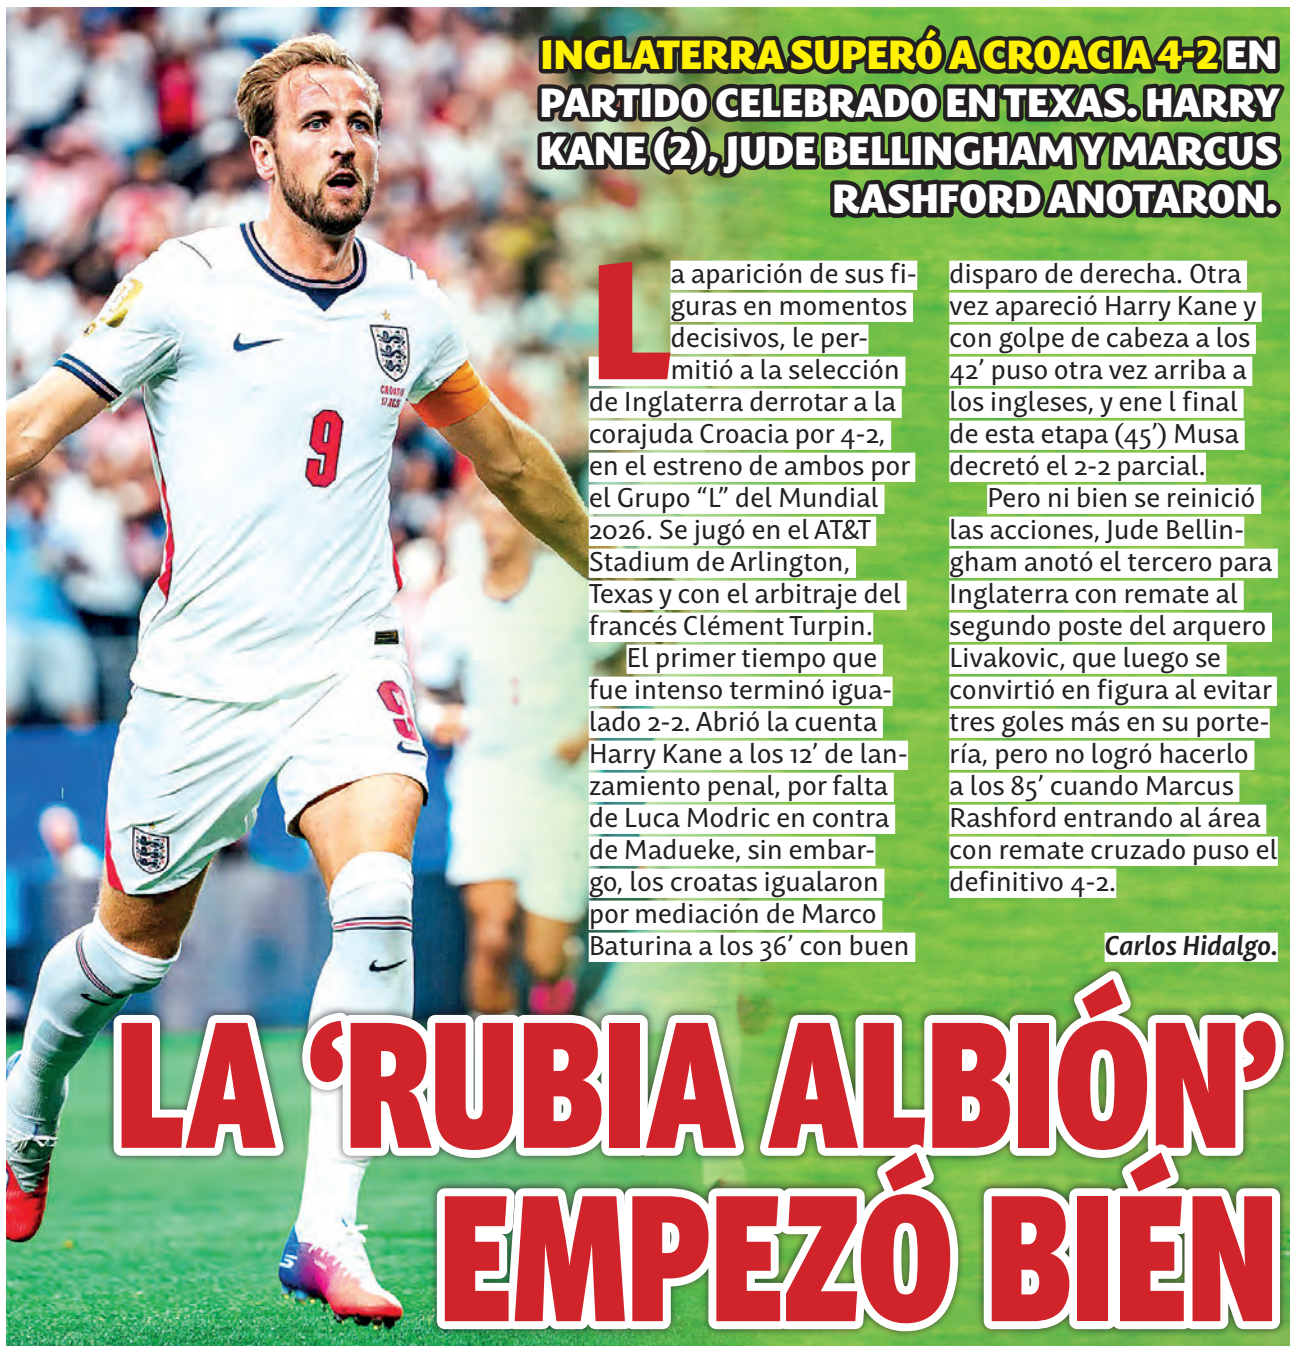 INGLATERRA SUPERÓ A CROACIA 4-2 EN
PARTIDO CELEBRADO EN TEXAS. HARRY
KANE (2), JUDE BELLINGHAM Y MARCUS
RASHFORD ANOTARON.
La aparición de sus fi-
guras en momentos
decisivos, le per-
mitió a la selección
de Inglaterra derrotar a la
corajuda Croacia por 4-2,
en el estreno de ambos por
el Grupo “L” del Mundial
2026. Se jugó en el AT&T
Stadium de Arlington,
Texas y con el arbitraje del
francés Clément Turpin.
El primer tiempo que
fue intenso terminó igua-
lado 2-2. Abrió la cuenta
Harry Kane a los 12’ de lan-
zamiento penal, por falta
de Luca Modric en contra
de Madueke, sin embar-
go, los croatas igualaron
por mediación de Marco
Baturina a los 36’ con buen
disparo de derecha. Otra
vez apareció Harry Kane y
con golpe de cabeza a los
42’ puso otra vez arriba a
los ingleses, y ene l final
de esta etapa (45’) Musa
decretó el 2-2 parcial.
Pero ni bien se reinició
las acciones, Jude Bellin-
gham anotó el tercero para
Inglaterra con remate al
segundo poste del arquero
Livakovic, que luego se
convirtió en figura al evitar
tres goles más en su porte-
ría, pero no logró hacerlo
a los 85’ cuando Marcus
Rashford entrando al área
con remate cruzado puso el
definitivo 4-2.
Carlos Hidalgo.
9
9
LA ‘RUBIA ALBIÓN’
EMPEZÓ BIÉN